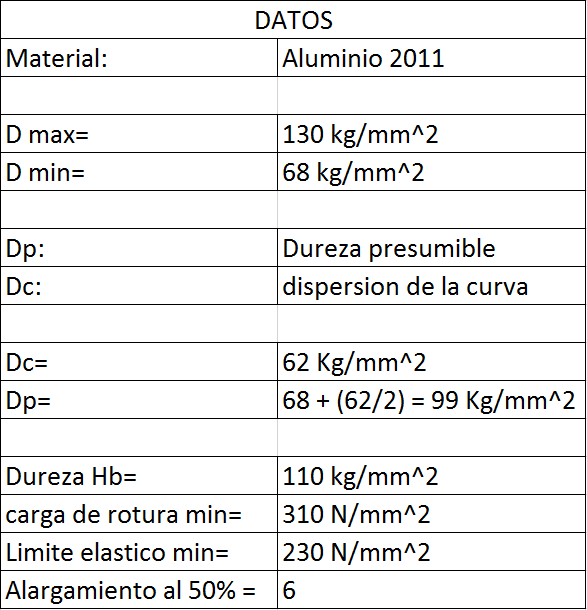 DATOS
Material: Aluminio 2011
D max= 130 kg/mm^2
D min= 68 kg/mm^2
Dp: Dureza presumible
Dc: dispersion de la curva
Dc= 62 Kg/mm^2
Dp= 68 + (62/2) = 99 Kg/mm^2
Dureza Hb= 110 kg/mm^2
carga de rotura min= 310 N/mm^2
Limite elastico min= 230 N/mm^2
Alargamiento al 50% = 6